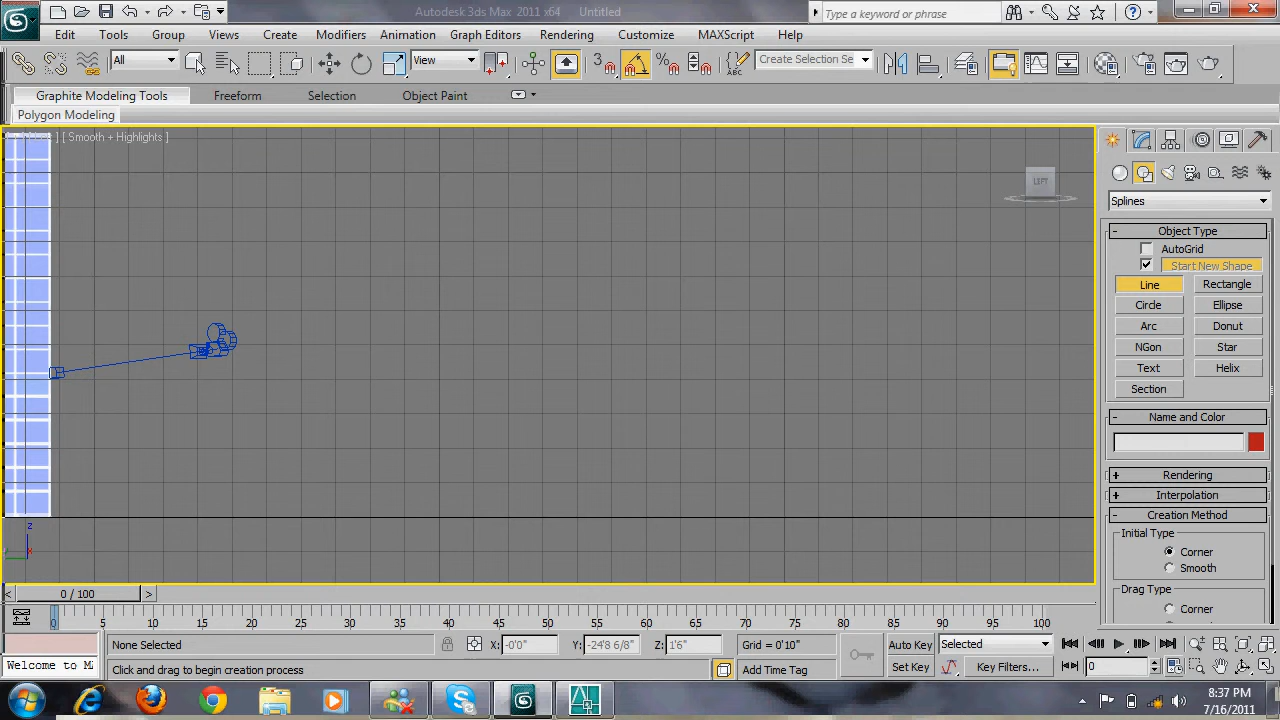 Autodesk 3ds Max 2011 x64 Untitled
Type a keyword or phrase
Edit Tools Group Views Create Modifiers Animation Graph Editors Rendering Customize MAXScript Help
All View 3 Create Selection Se
Graphite Modeling Tools Freeform Selection Object Paint
Polygon Modeling
] [ Smooth + Highlights ]
LEFT
Splines
- Object Type
AutoGrid
Start New Shape
Line Rectangle
Circle Ellipse
Arc Donut
NGon Star
Text Helix
Section
- Name and Color
+ Rendering
+ Interpolation
- Creation Method
Initial Type
Corner
Smooth
Drag Type
Corner
z
x
< 0 / 100 >
0 5 10 15 20 25 30 35 40 45 50 55 60 65 70 75 80 85 90 95 100
None Selected X: -0'0" Y: -24'8 6/8" Z: 1'6" Grid = 0'10" Auto Key Selected
Welcome to M Click and drag to begin creation process Add Time Tag Set Key Key Filters... 0
8:37 PM
7/16/2011